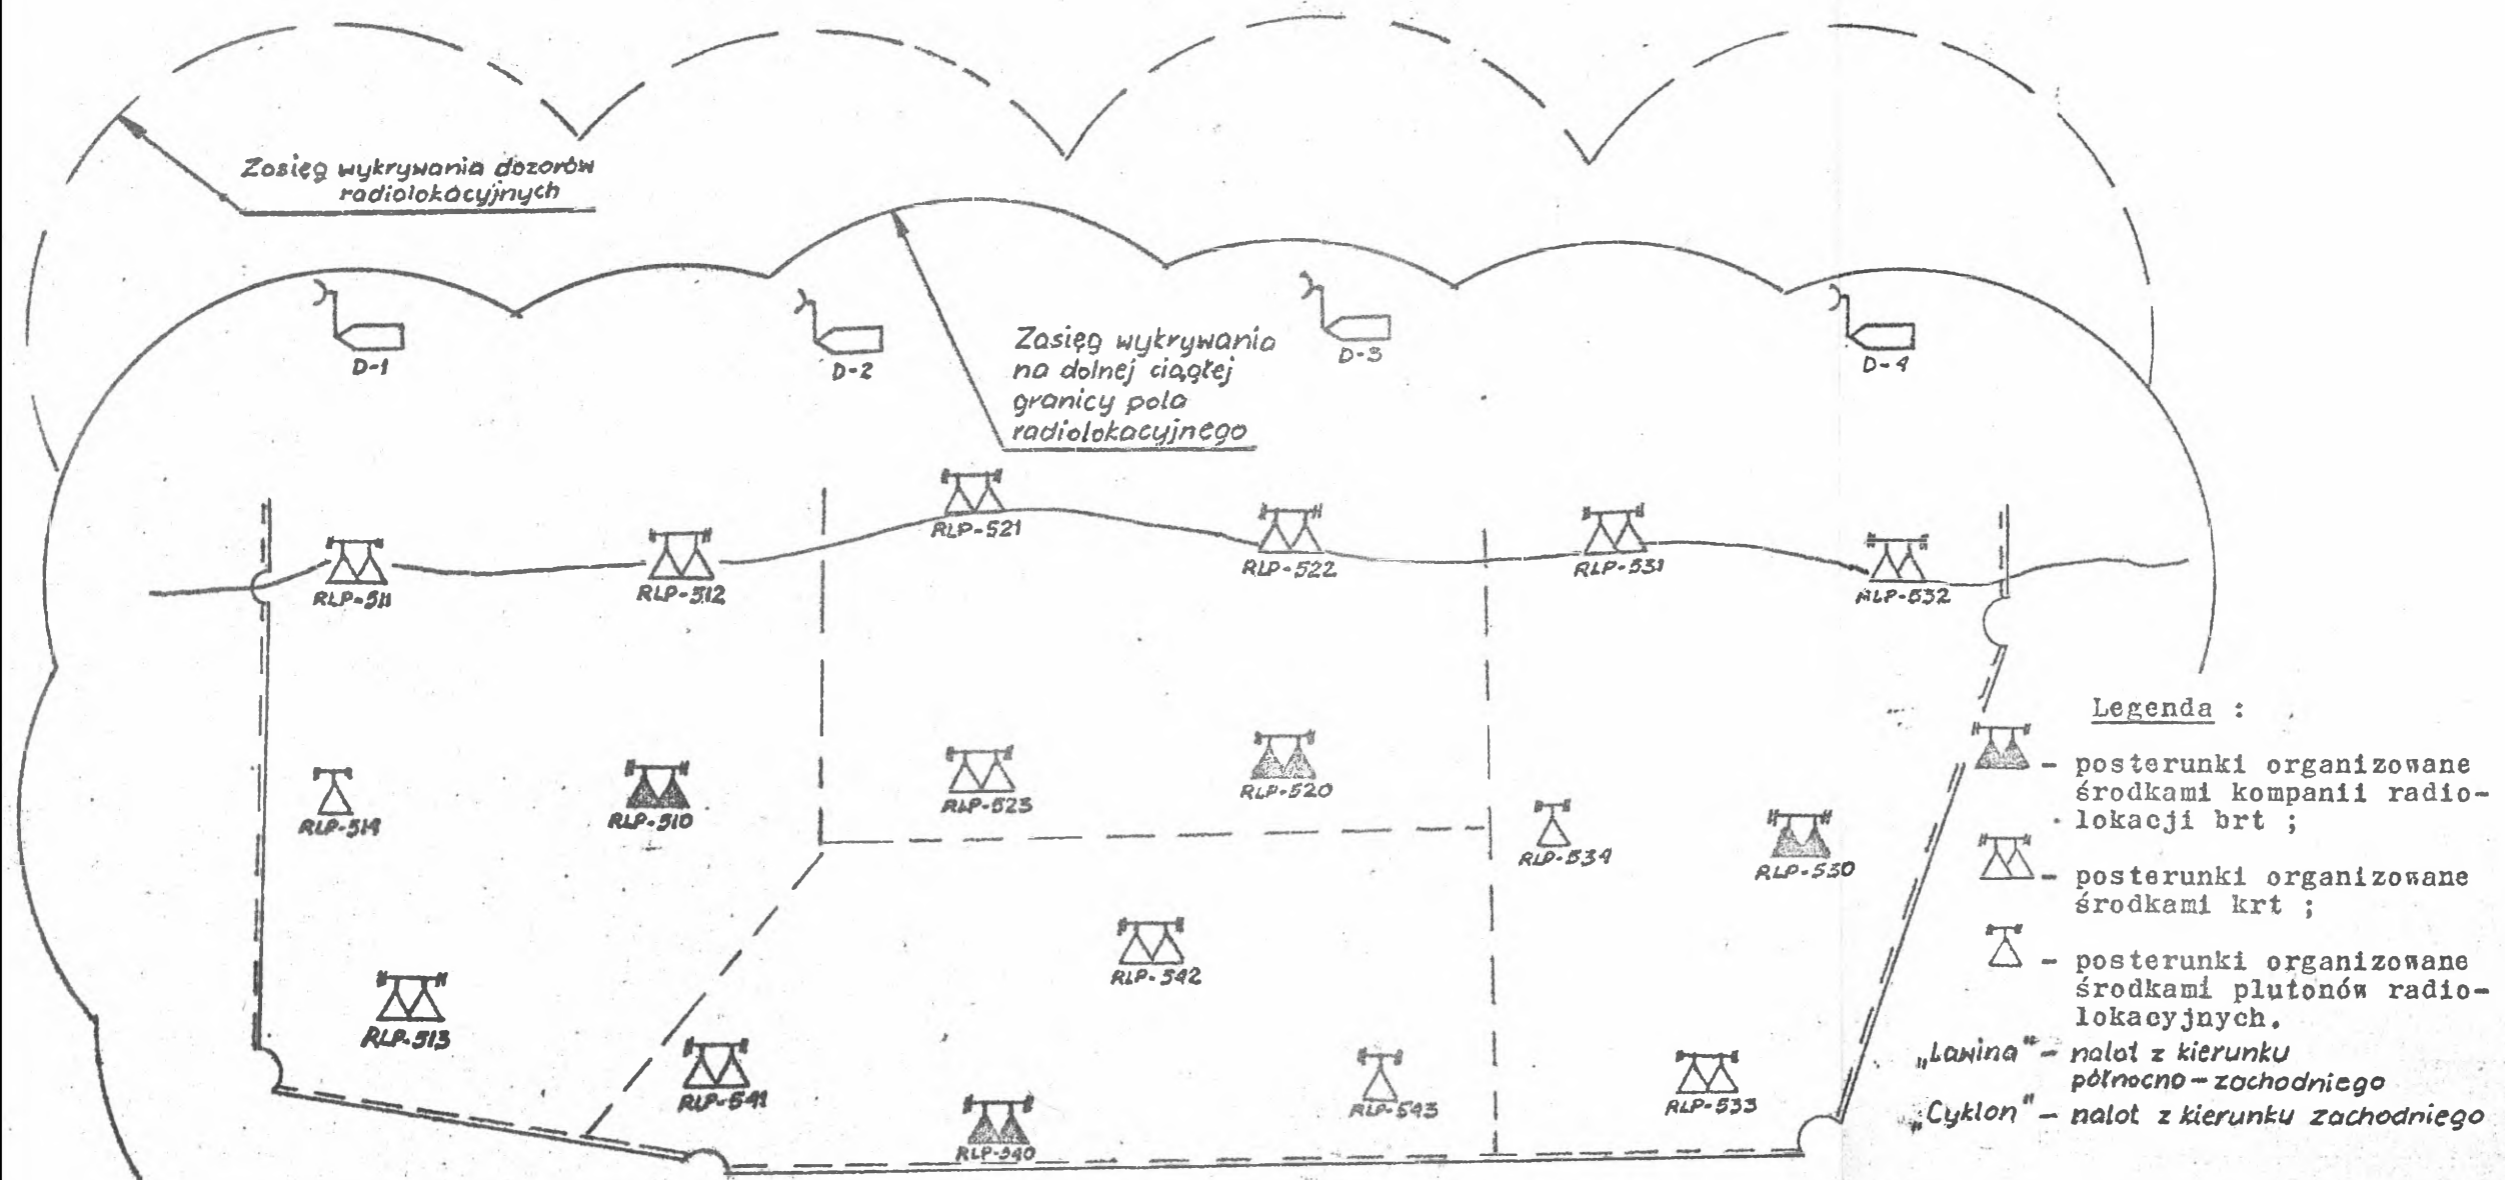 Zasięg wykrywania dozorów
radiolokacyjnych
D-1
D-2
D-3
D-4
Zasięg wykrywania
na dolnej ciągłej
granicy pola
radiolokacyjnego
RLP-511
RLP-512
RLP-521
RLP-522
RLP-531
RLP-532
RLP-514
RLP-510
RLP-523
RLP-520
RLP-534
RLP-530
RLP-542
RLP-513
RLP-541
RLP-540
RLP-543
RLP-533
Legenda :
- posterunki organizowane
środkami kompanii radio-
lokacji brt ;
- posterunki organizowane
środkami krt ;
- posterunki organizowane
środkami plutonów radio-
lokacyjnych.
„Lawina" - nalot z kierunku
północno-zachodniego
„Cyklon" - nalot z kierunku zachodniego